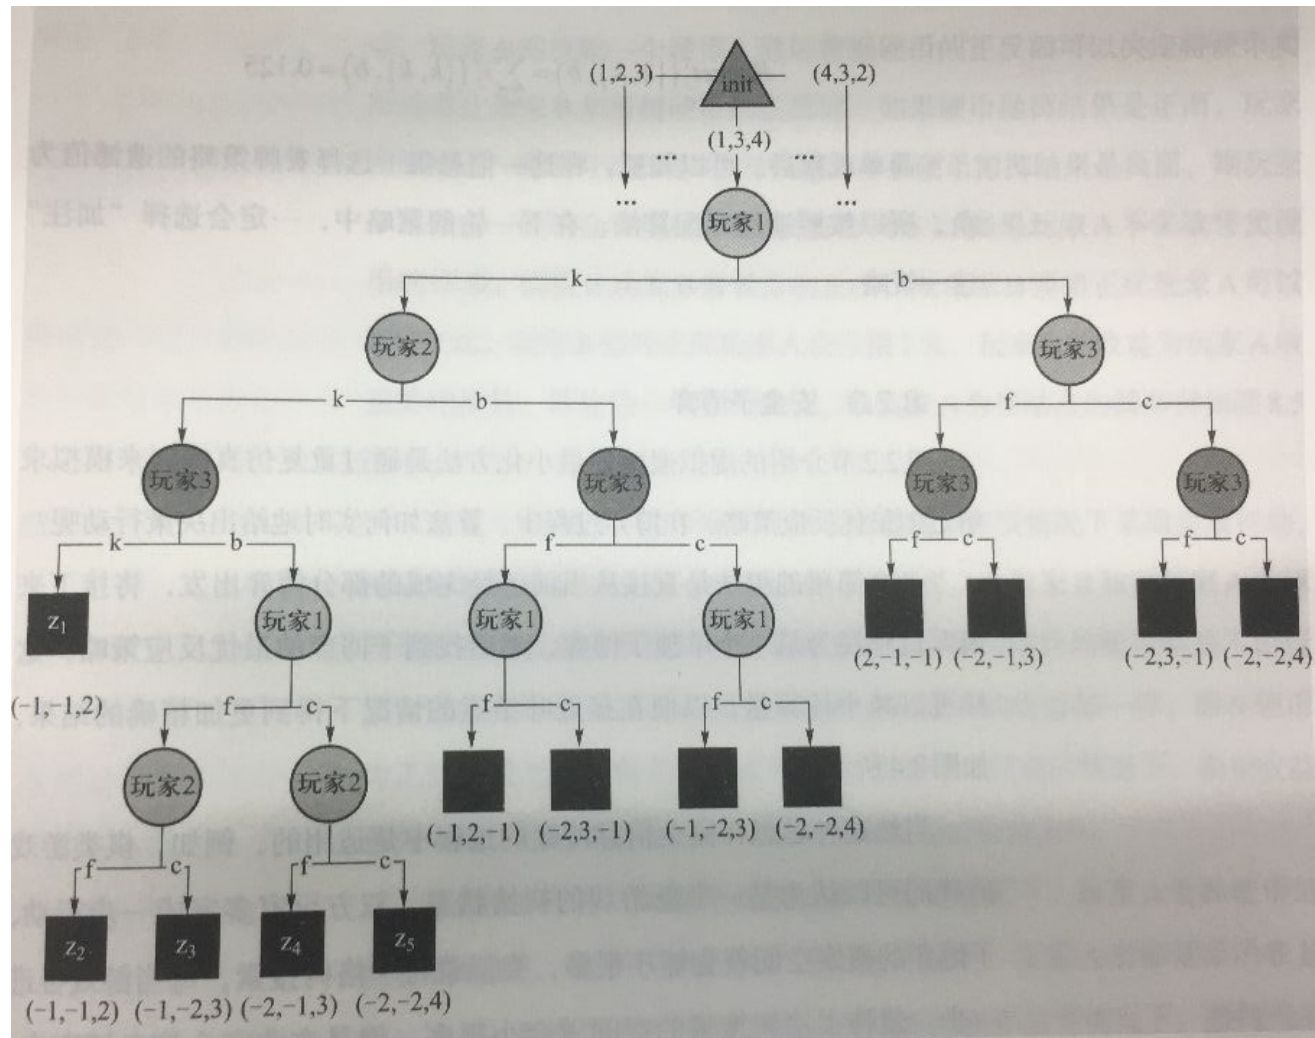 (1,2,3) init (4,3,2)
(1,3,4)
... ...
... 玩家1 ...
k b
玩家2 玩家3
k b f c
玩家3 玩家3 玩家3 玩家3
k b f c f c f c
z1 玩家1 玩家1 玩家1
(2,-1,-1) (-2,-1,3) (-2,3,-1) (-2,-2,4)
(-1,-1,2)
f c f c f c
玩家2 玩家2
(-1,2,-1) (-2,3,-1) (-1,-2,3) (-2,-2,4)
f c f c
z2 z3 z4 z5
(-1,-1,2) (-1,-2,3) (-2,-1,3) (-2,-2,4)